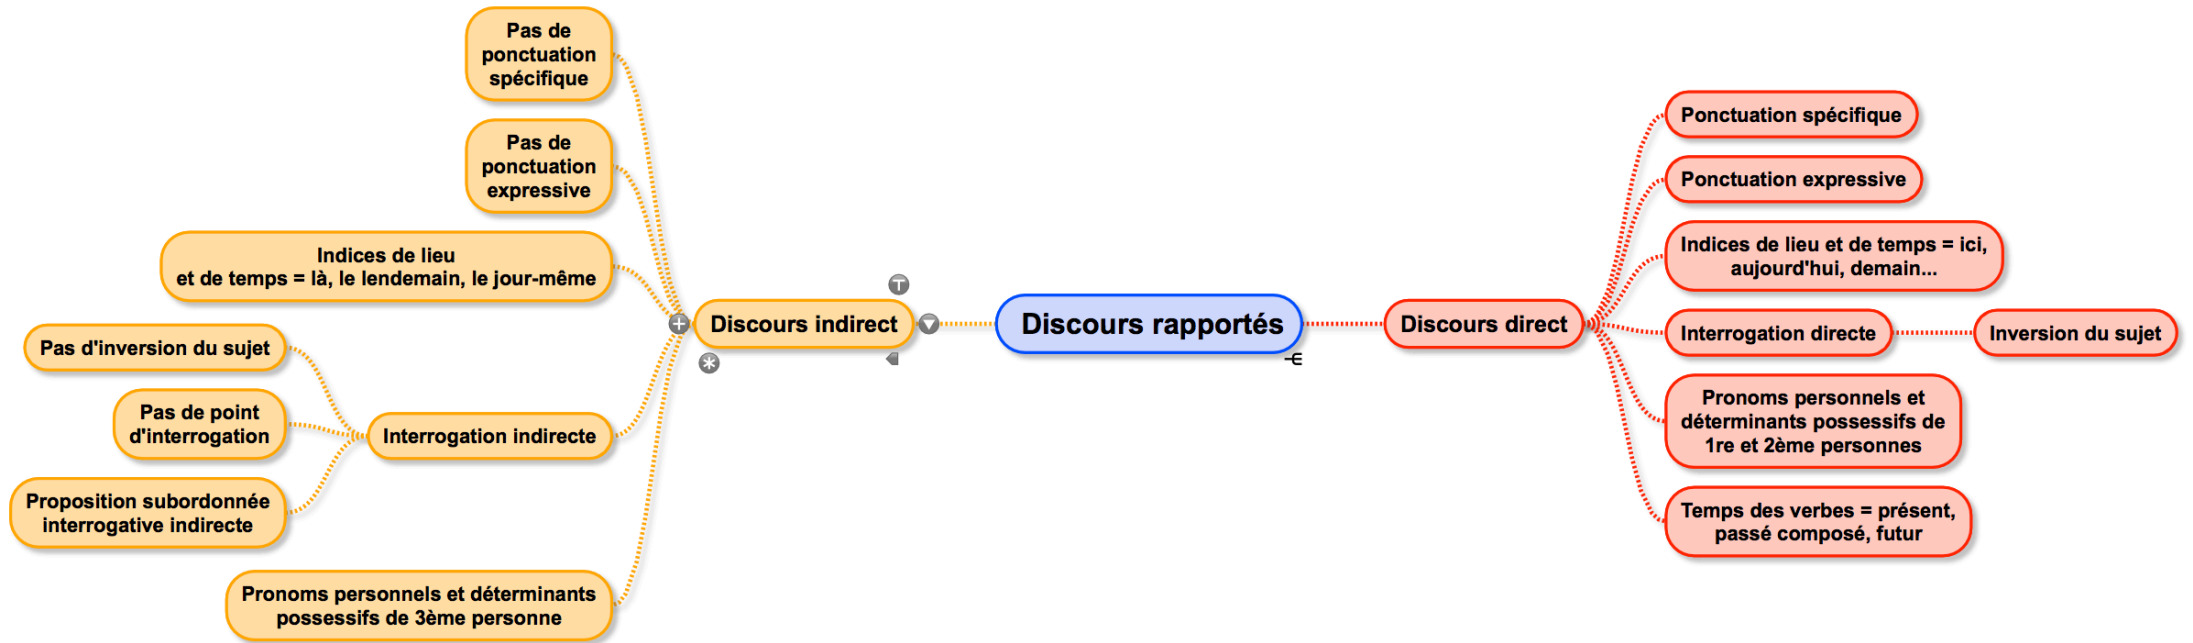 Discours rapportés
Discours indirect
Pas de
ponctuation
spécifique
Pas de
ponctuation
expressive
Indices de lieu
et de temps = là, le lendemain, le jour-même
Interrogation indirecte
Pas d'inversion du sujet
Pas de point
d'interrogation
Proposition subordonnée
interrogative indirecte
Pronoms personnels et déterminants
possessifs de 3ème personne
Discours direct
Ponctuation spécifique
Ponctuation expressive
Indices de lieu et de temps = ici,
aujourd'hui, demain...
Interrogation directe
Inversion du sujet
Pronoms personnels et
déterminants possessifs de
1re et 2ème personnes
Temps des verbes = présent,
passé composé, futur